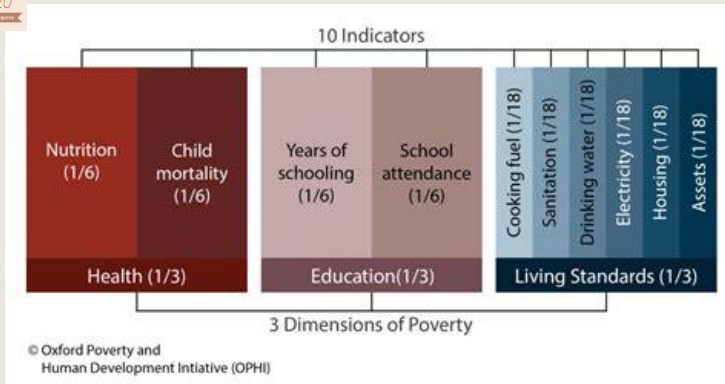 10 Indicators
Nutrition
(1/6)
Child
mortality
(1/6)
Years of
schooling
(1/6)
School
attendance
(1/6)
Cooking fuel (1/18)
Sanitation (1/18)
Drinking water (1/18)
Electricity (1/18)
Housing (1/18)
Assets (1/18)
Health (1/3)
Education(1/3)
Living Standards (1/3)
3 Dimensions of Poverty
© Oxford Poverty and
Human Development Intiative (OPHI)